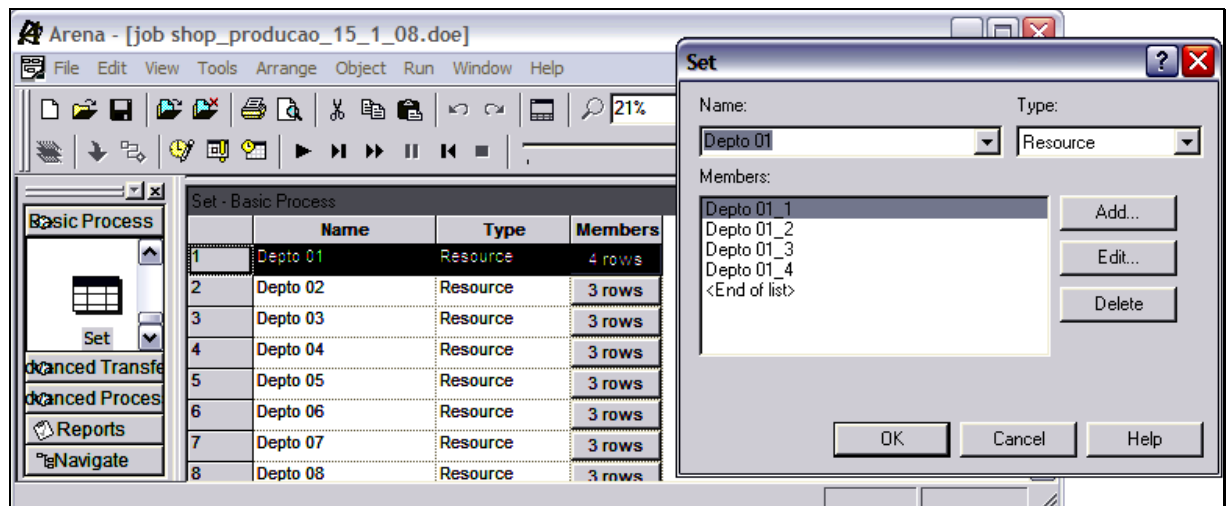 Arena - [job shop_producao_15_1_08.doe]
File Edit View Tools Arrange Object Run Window Help
21%
Basic Process
Set
dvanced Transfe
dvanced Proces
Reports
Navigate
Set - Basic Process
Name Type Members
1 Depto 01 Resource 4 rows
2 Depto 02 Resource 3 rows
3 Depto 03 Resource 3 rows
4 Depto 04 Resource 3 rows
5 Depto 05 Resource 3 rows
6 Depto 06 Resource 3 rows
7 Depto 07 Resource 3 rows
8 Depto 08 Resource 3 rows
Set
Name: Type:
Depto 01 Resource
Members:
Depto 01_1
Depto 01_2
Depto 01_3
Depto 01_4
<End of list>
Add...
Edit...
Delete
OK Cancel Help